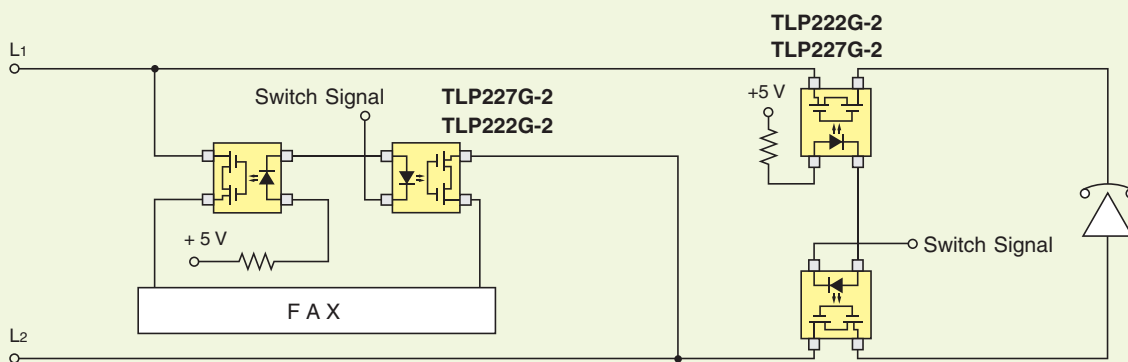 TLP222G-2
TLP227G-2
L1
Switch Signal
TLP227G-2
TLP222G-2
+5 V
+ 5 V
Switch Signal
F A X
L2